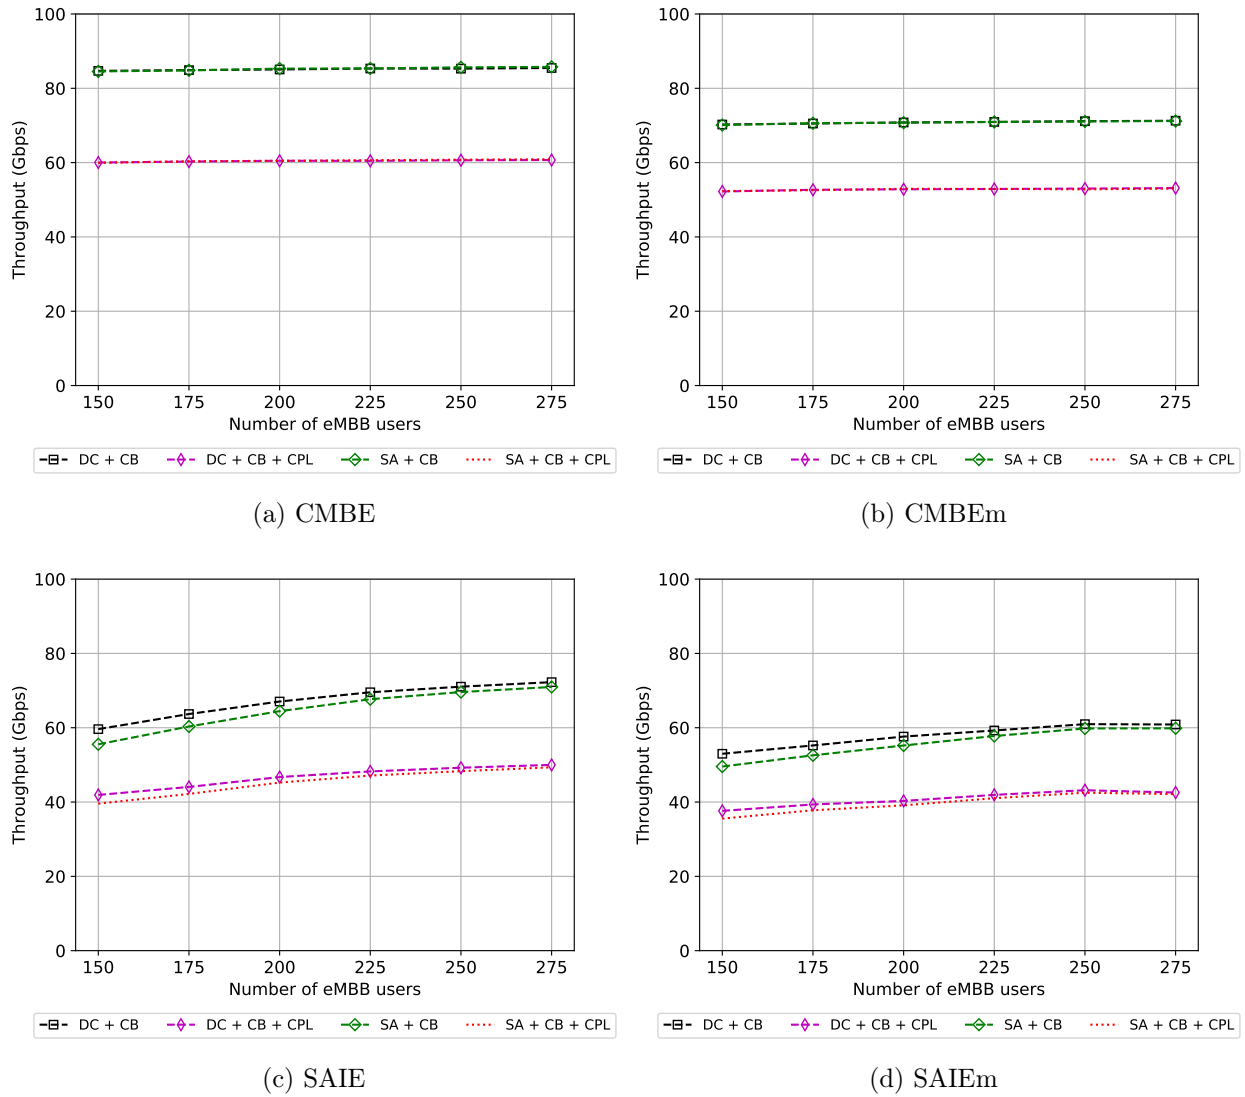 100
80
60
40
20
0
Throughput (Gbps)
150 175 200 225 250 275
Number of eMBB users
DC + CB DC + CB + CPL SA + CB SA + CB + CPL
(a) CMBE
100
80
60
40
20
0
Throughput (Gbps)
150 175 200 225 250 275
Number of eMBB users
DC + CB DC + CB + CPL SA + CB SA + CB + CPL
(b) CMBEm
100
80
60
40
20
0
Throughput (Gbps)
150 175 200 225 250 275
Number of eMBB users
DC + CB DC + CB + CPL SA + CB SA + CB + CPL
(c) SAIE
100
80
60
40
20
0
Throughput (Gbps)
150 175 200 225 250 275
Number of eMBB users
DC + CB DC + CB + CPL SA + CB SA + CB + CPL
(d) SAIEm